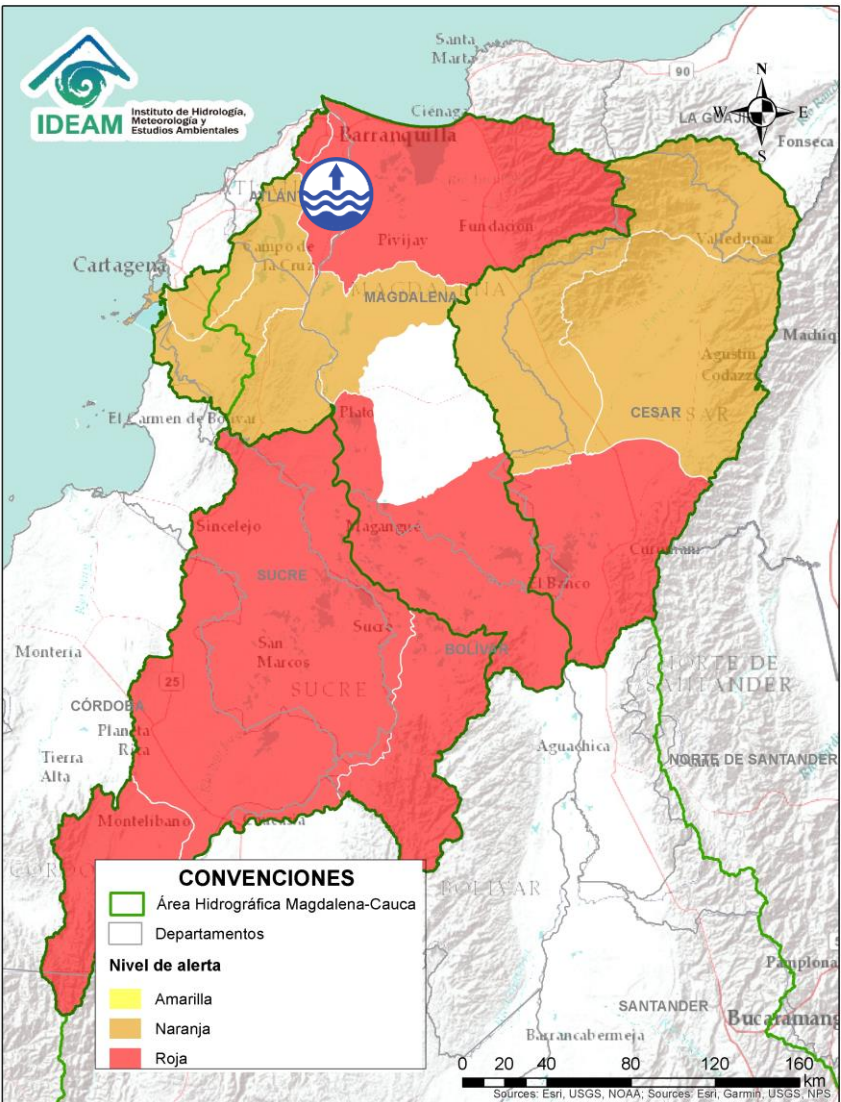 IDEAM
Instituto de Hidrología,
Meteorología y
Estudios Ambientales
Santa
Marta
90
N
W
E
S
LA GUAJIRA
Fonseca
Ciénaga
Barranquilla
Fundación
Pivijay
Valledupar
Campo de
la Cruz
Cartagena
MAGDALENA
MAGDALENA
Agustín
Codazzi
CESAR
CESAR
El Carmen de Bolívar
Plato
Sincelejo
Magangué
SUCRE
El Banco
Sucre
San
Marcos
BOLÍVAR
SUCRE
Montería
25
CÓRDOBA
NORTE DE
SANTANDER
Planeta
Rica
Tierra
Alta
Aguachica
NORTE DE SANTANDER
Montelíbano
BOLÍVAR
Pamplona
SANTANDER
Barrancabermeja
CONVENCIONES
Área Hidrográfica Magdalena-Cauca
Departamentos
Nivel de alerta
Amarilla
Naranja
Roja
0 20 40 80 120 160
km
Sources: Esri, USGS, NOAA; Sources: Esri, Garmin, USGS, NPS